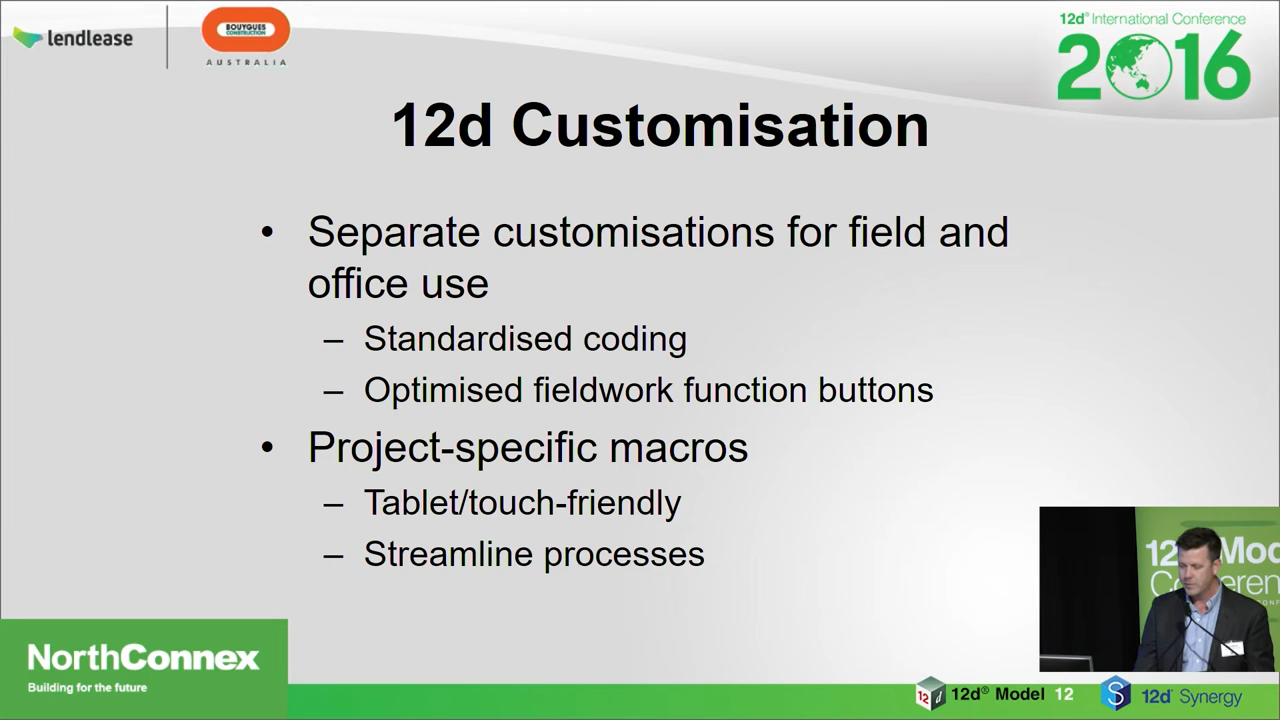 lendlease
BOUYGUES
CONSTRUCTION
AUSTRALIA
12d® International Conference
2016
12d Customisation
• Separate customisations for field and
office use
– Standardised coding
– Optimised fieldwork function buttons
• Project-specific macros
– Tablet/touch-friendly
– Streamline processes
NorthConnex
Building for the future
12d® Model 12
12d® Synergy